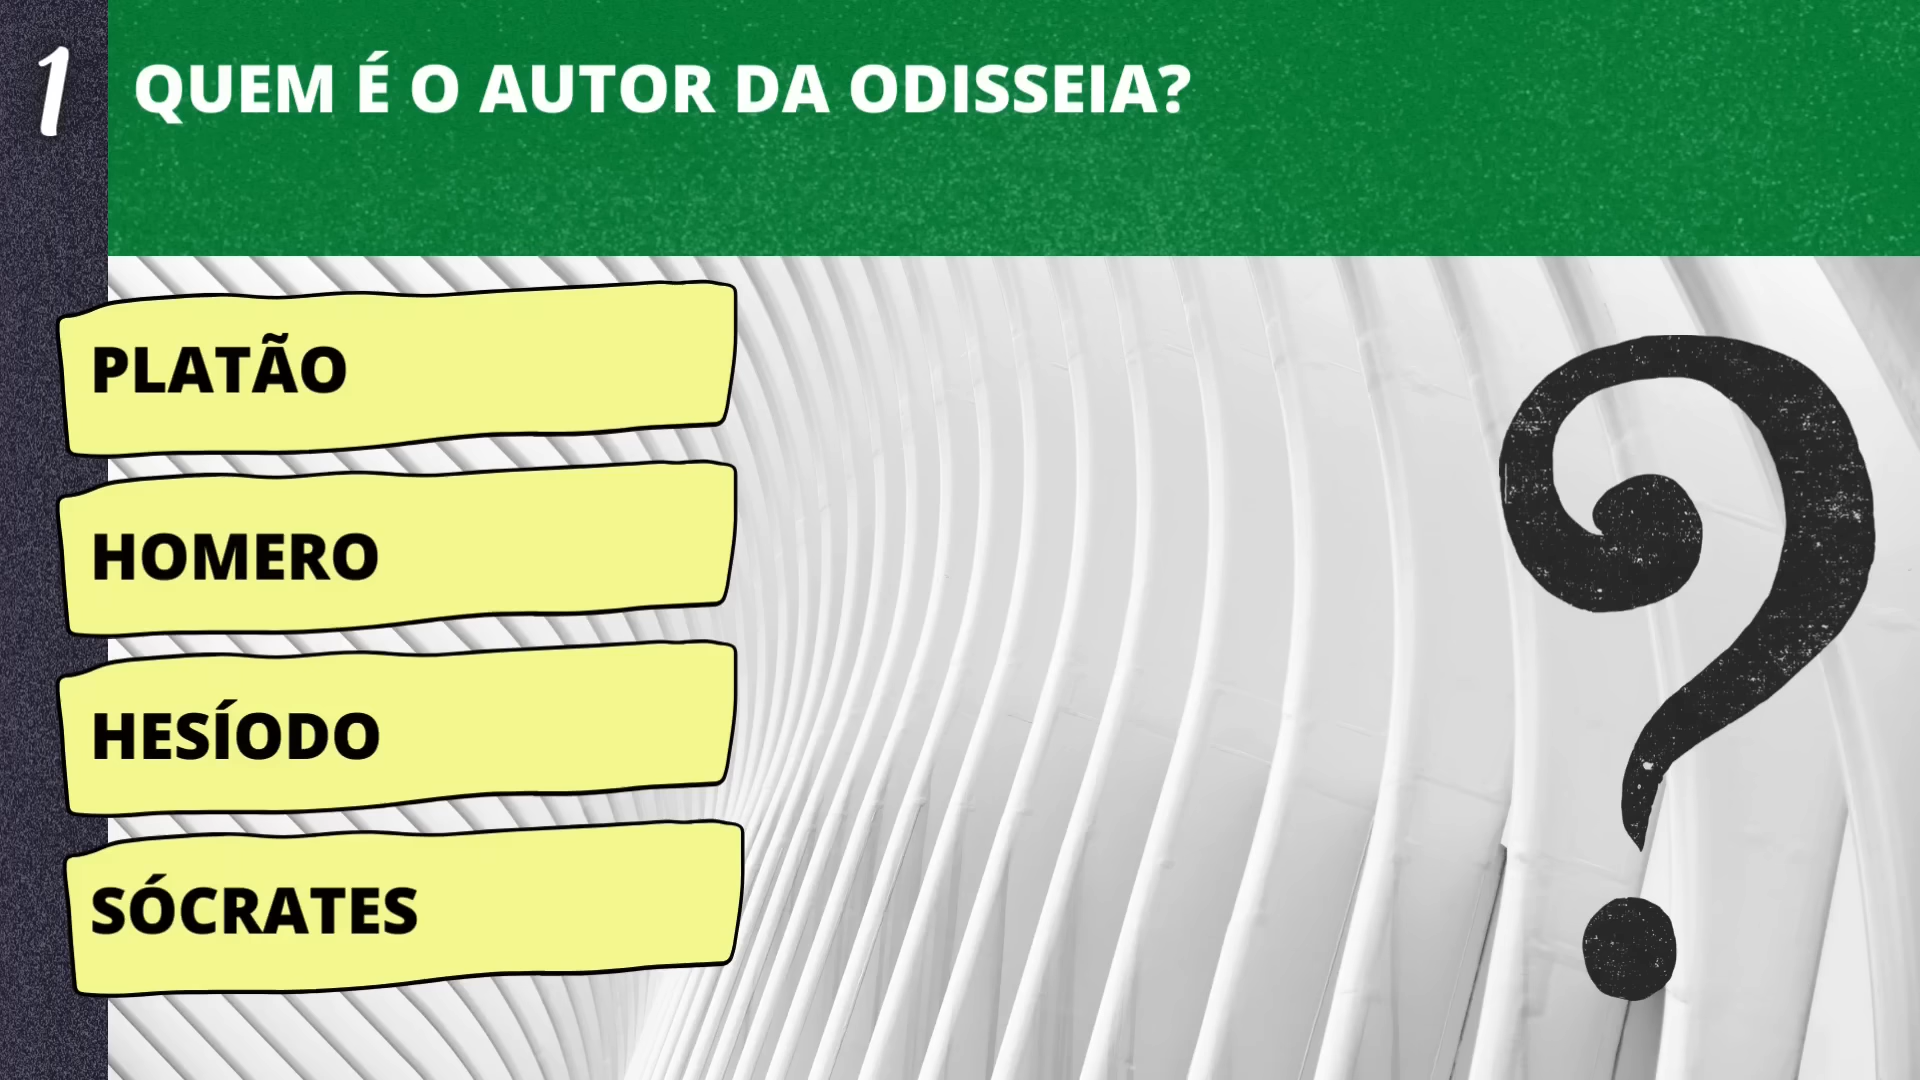 1
QUEM É O AUTOR DA ODISSEIA?
PLATÃO
HOMERO
HESÍODO
SÓCRATES
?